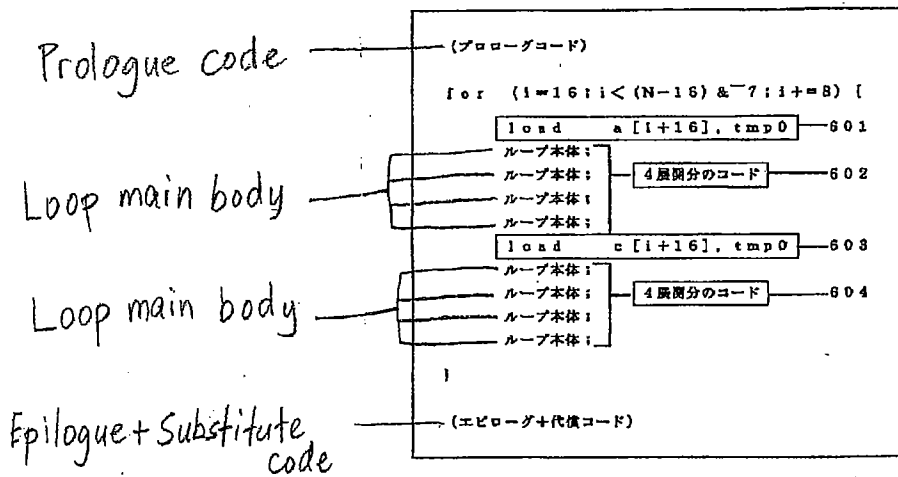 Prologue code
(プロローグコード)
for (i=16;i<(N-16)&~7;i+=8) {
load a[i+16], tmp0
601
ループ本体;
ループ本体;
ループ本体;
ループ本体;
4展開分のコード
602
Loop main body
load c[i+16], tmp0
603
ループ本体;
ループ本体;
ループ本体;
ループ本体;
4展開分のコード
604
Loop main body
}
(エピローグ+代償コード)
Epilogue + Substitute
code